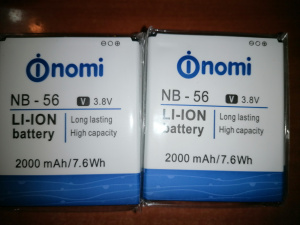 nomi
NB - 56 V 3.8V
LI-ION Long lasting
battery High capacity
2000 mAh/7.6Wh
nomi
NB - 56 V 3.8V
LI-ION Long lasting
battery High capacity
2000 mAh/7.6Wh